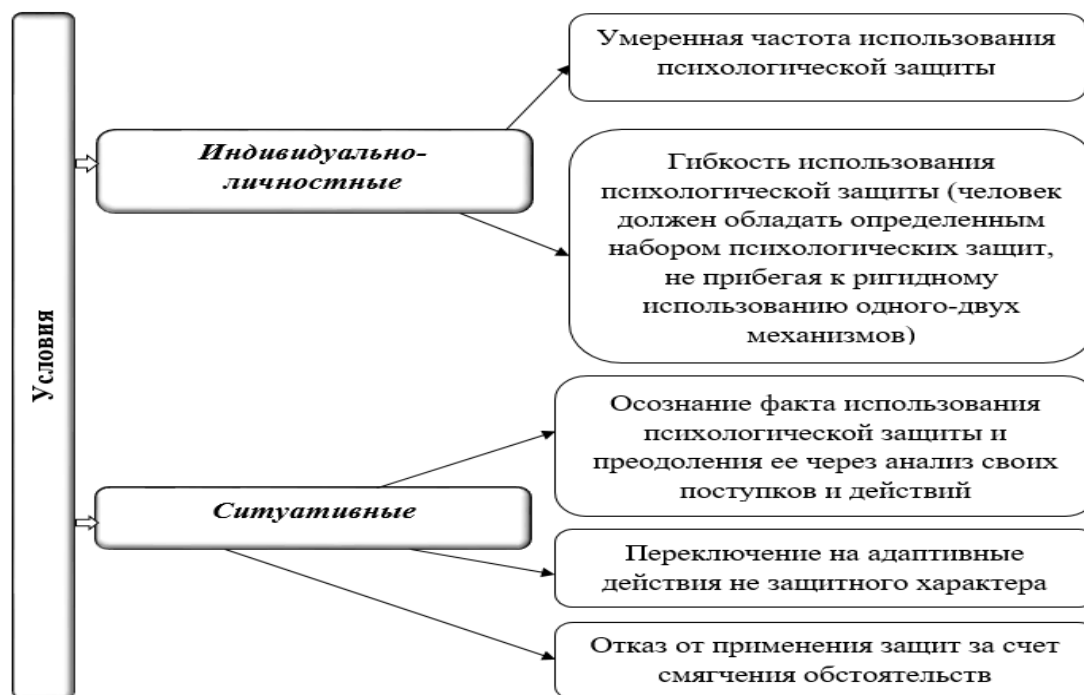 Условия
Индивидуально-
личностные
Умеренная частота использования
психологической защиты
Гибкость использования
психологической защиты (человек
должен обладать определенным
набором психологических защит,
не прибегая к ригидному
использованию одного-двух
механизмов)
Ситуативные
Осознание факта использования
психологической защиты и
преодоления ее через анализ своих
поступков и действий
Переключение на адаптивные
действия не защитного характера
Отказ от применения защит за счет
смягчения обстоятельств